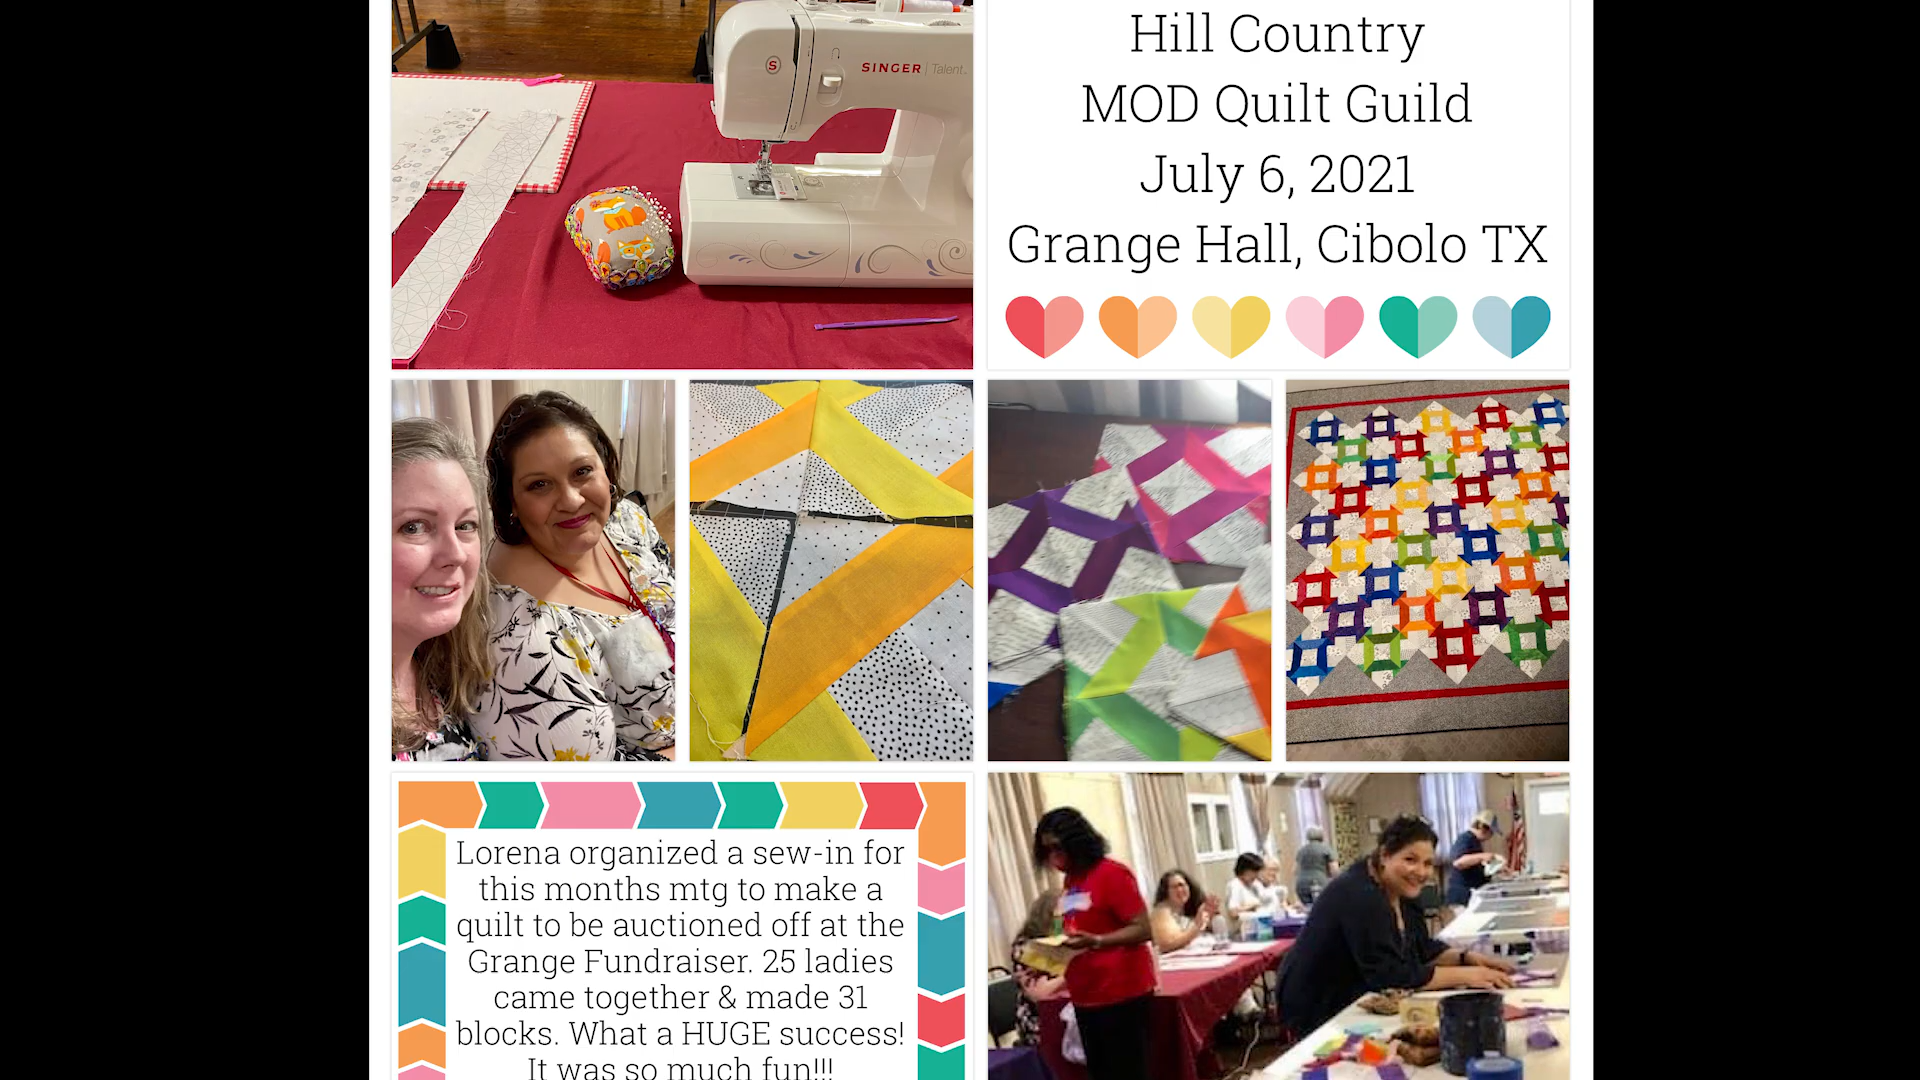 SINGER | Talent
S
Hill Country
MOD Quilt Guild
July 6, 2021
Grange Hall, Cibolo TX
Lorena organized a sew-in for
this months mtg to make a
quilt to be auctioned off at the
Grange Fundraiser. 25 ladies
came together & made 31
blocks. What a HUGE success!
It was so much fun!!!